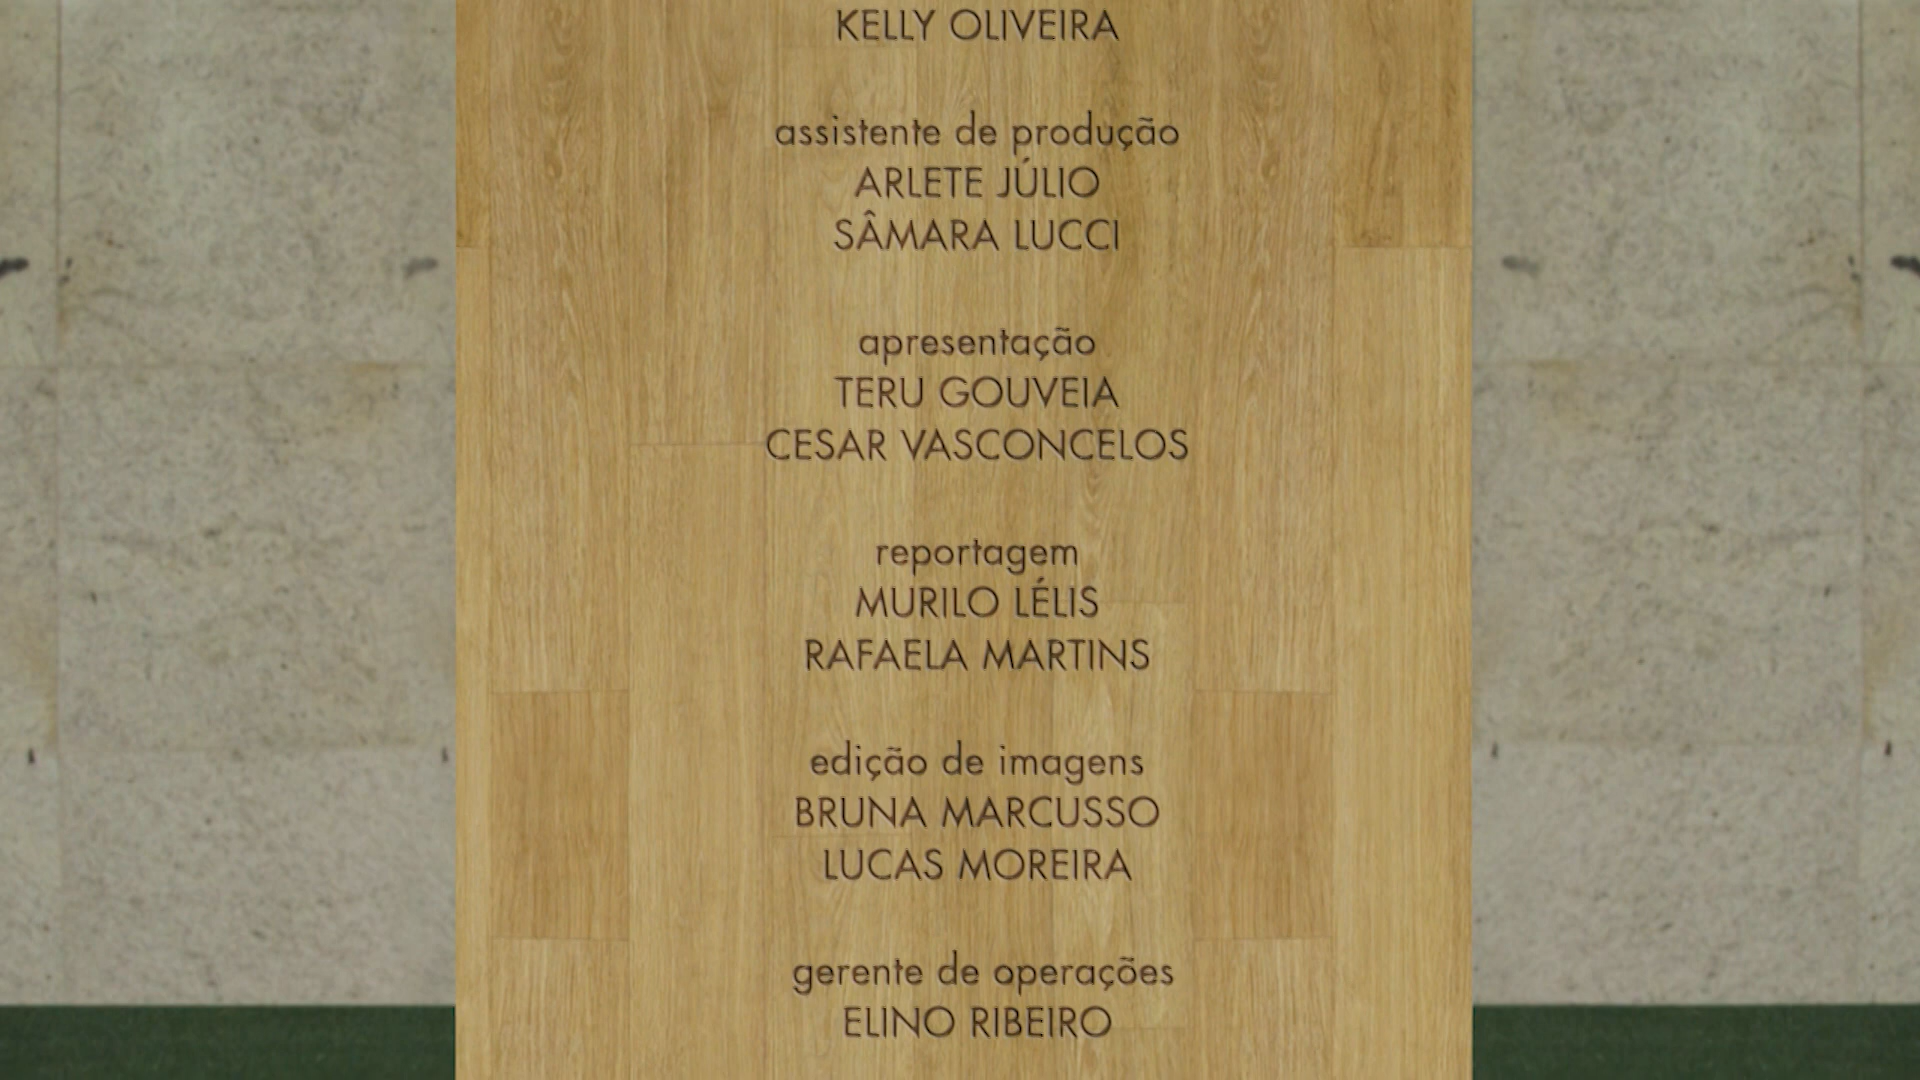 KELLY OLIVEIRA
assistente de produção
ARLETE JÚLIO
SÂMARA LUCCI
apresentação
TERU GOUVEIA
CESAR VASCONCELOS
reportagem
MURILO LÉLIS
RAFAELA MARTINS
edição de imagens
BRUNA MARCUSSO
LUCAS MOREIRA
gerente de operações
ELINO RIBEIRO